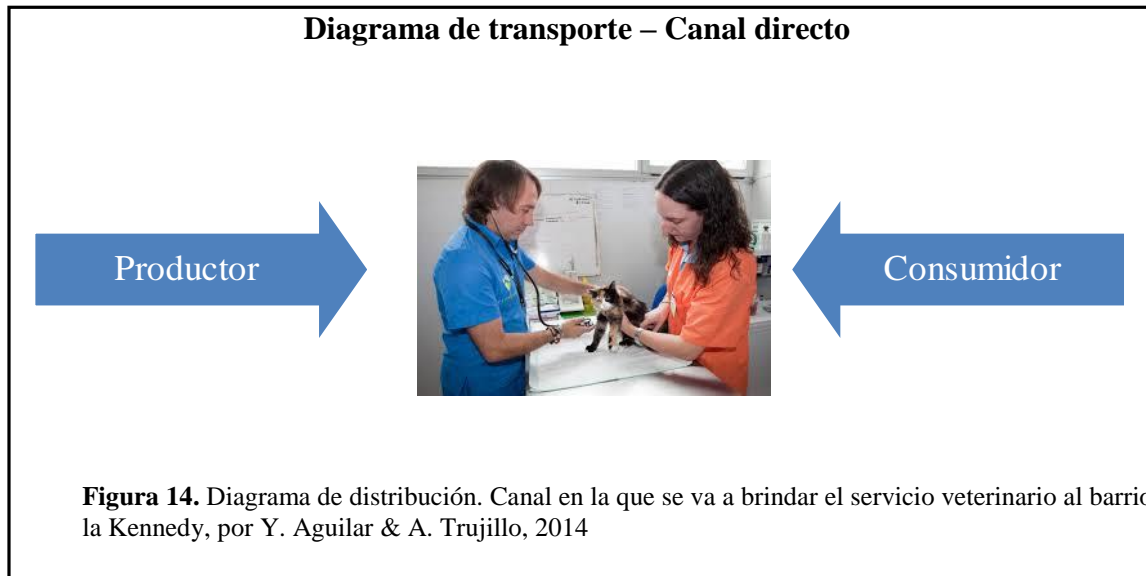 Diagrama de transporte – Canal directo
Productor
Consumidor
Figura 14. Diagrama de distribución. Canal en la que se va a brindar el servicio veterinario al barrio
la Kennedy, por Y. Aguilar & A. Trujillo, 2014